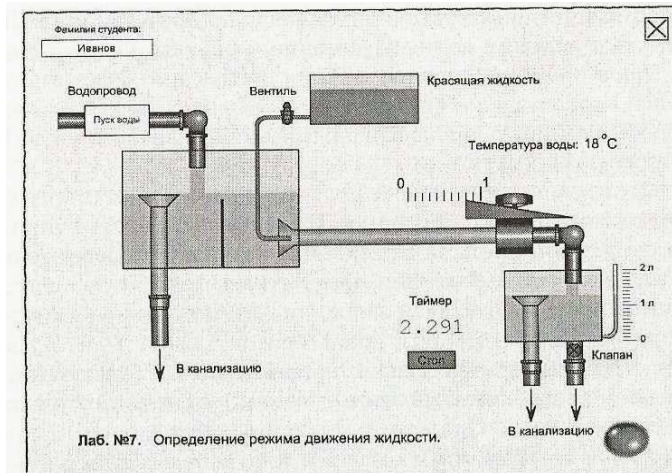 Фамилия студента:
Иванов
Водопровод
Пуск воды
Вентиль
Красящая жидкость
Температура воды: 18°C
0 1
2 л
1 л
0
Таймер
2.291
Стоп
Клапан
В канализацию
В канализацию
Лаб. №7. Определение режима движения жидкости.